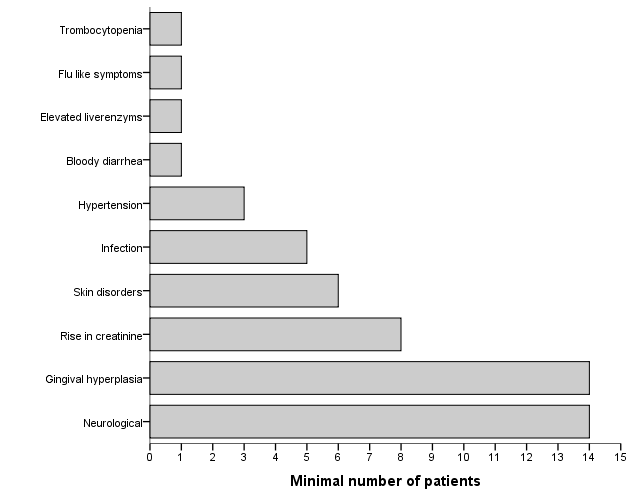 Trombocytopenia
Flu like symptoms
Elevated liverenzyms
Bloody diarrhea
Hypertension
Infection
Skin disorders
Rise in creatinine
Gingival hyperplasia
Neurological
0 1 2 3 4 5 6 7 8 9 10 11 12 13 14 15
Minimal number of patients